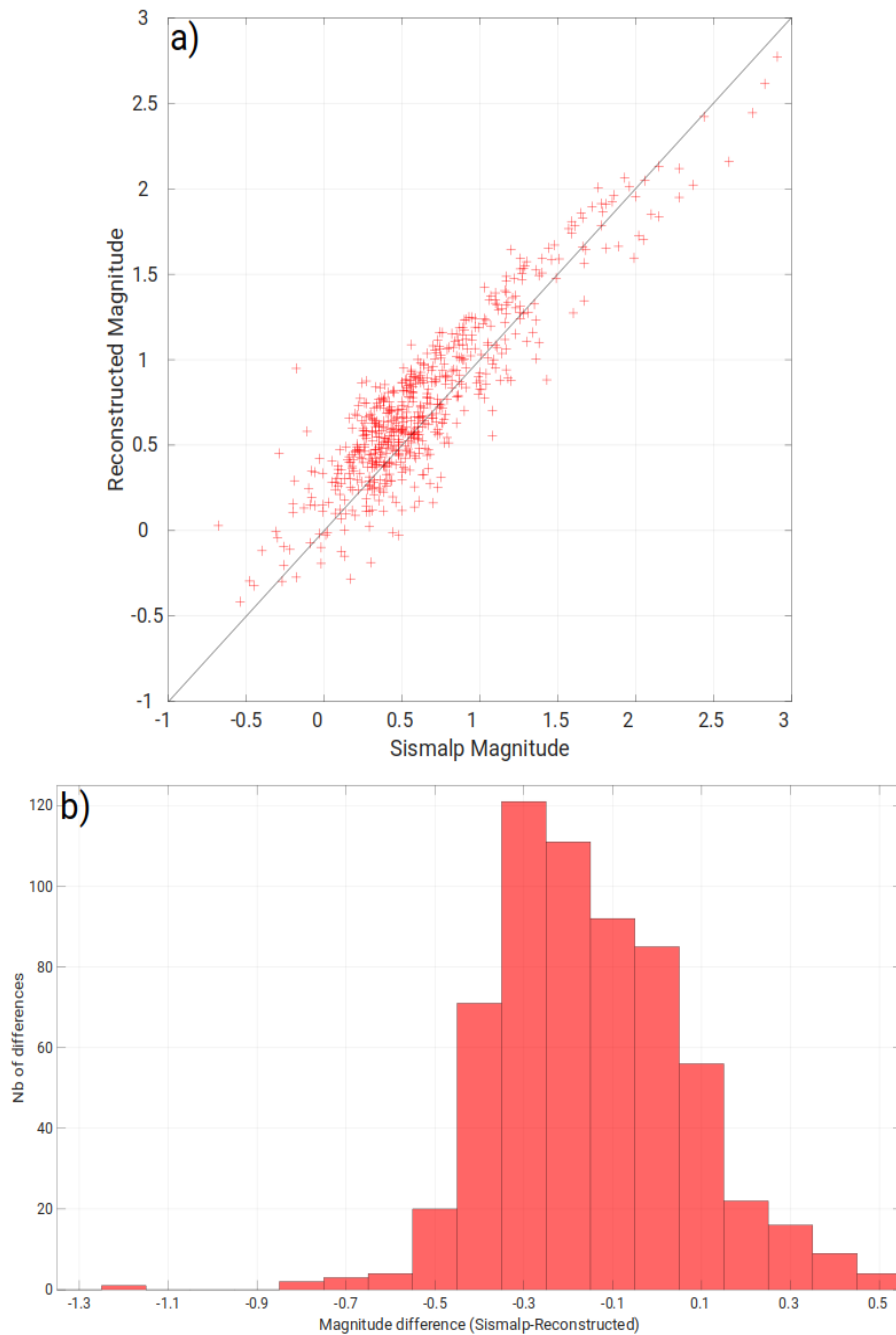 a)
3
2.5
2
1.5
1
0.5
0
-0.5
-1
Reconstructed Magnitude
-1 -0.5 0 0.5 1 1.5 2 2.5 3
Sismalp Magnitude
b)
120
100
80
60
40
20
0
Nb of differences
-1.3 -1.1 -0.9 -0.7 -0.5 -0.3 -0.1 0.1 0.3 0.5
Magnitude difference (Sismalp-Reconstructed)